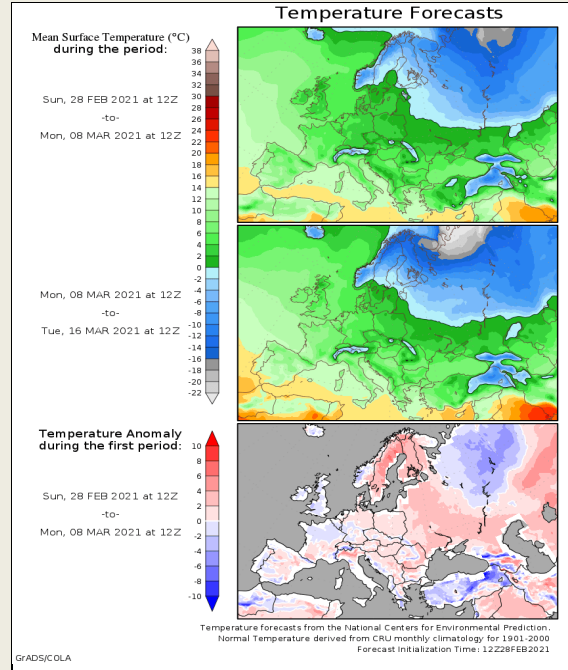 Temperature Forecasts
Mean Surface Temperature (°C)
during the period:
Sun, 28 FEB 2021 at 12Z
-to-
Mon, 08 MAR 2021 at 12Z
38
36
34
32
30
28
26
24
22
20
18
16
14
12
10
8
6
4
2
0
-2
-4
-6
-8
-10
-12
-14
-16
-18
-20
-22
Mon, 08 MAR 2021 at 12Z
-to-
Tue, 16 MAR 2021 at 12Z
Temperature Anomaly
during the first period:
Sun, 28 FEB 2021 at 12Z
-to-
Mon, 08 MAR 2021 at 12Z
10
8
6
4
2
0
-2
-4
-6
-8
-10
Temperature forecasts from the National Centers for Environmental Prediction.
Normal Temperature derived from CRU monthly climatology for 1901-2000
Forecast Initialization Time: 12Z28FEB2021
GrADS/COLA